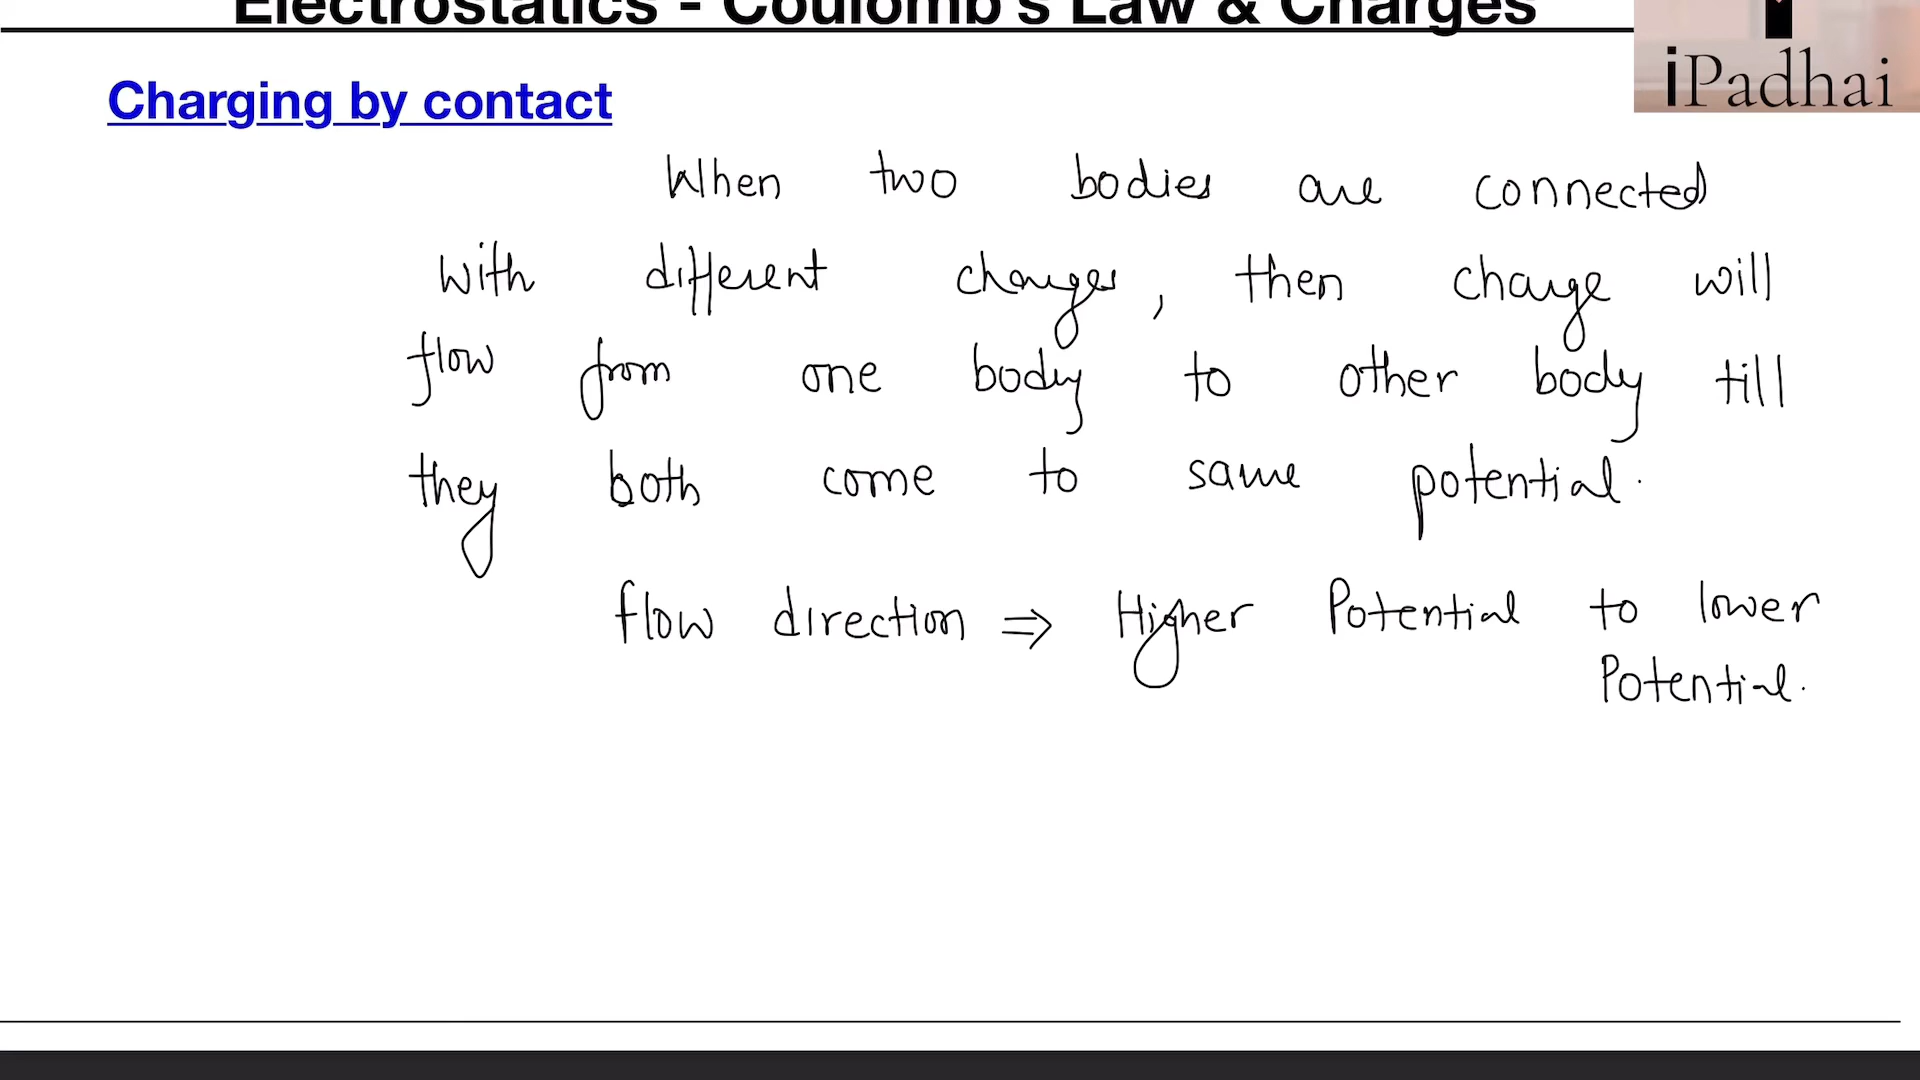 Electrostatics - Coulomb's Law & Charges
iPadhai
Charging by contact
When two bodies are connected
with different charges, then charge will
flow from one body to other body till
they both come to same potential.
flow direction ⇒ Higher Potential to lower
Potential.